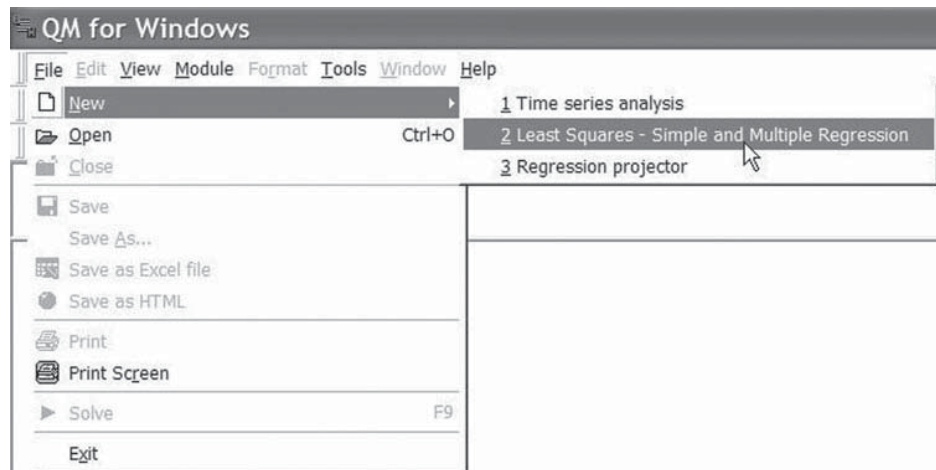 QM for Windows
File Edit View Module Format Tools Window Help
New
1 Time series analysis
Open Ctrl+O
2 Least Squares - Simple and Multiple Regression
Close
3 Regression projector
Save
Save As...
Save as Excel file
Save as HTML
Print
Print Screen
Solve F9
Exit